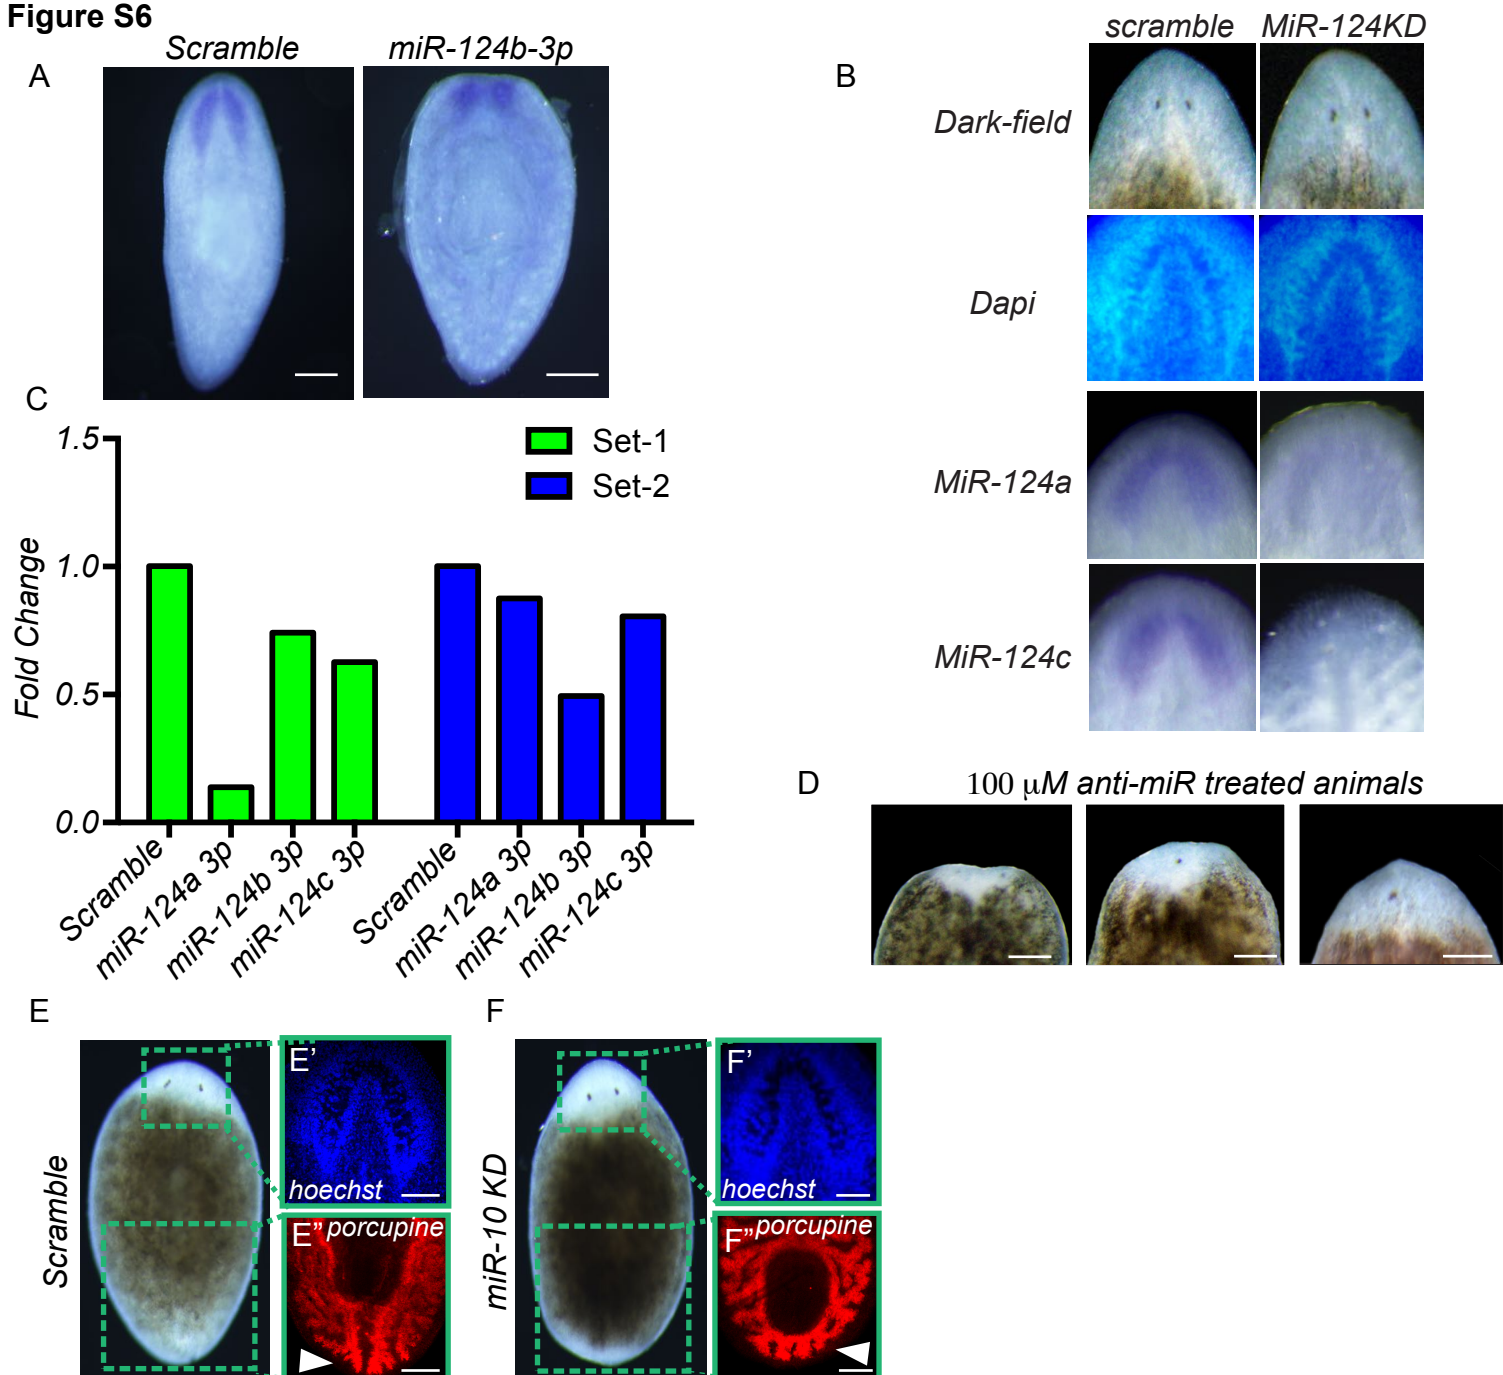 Figure S6
A
Scramble
miR-124b-3p
B
scramble
MiR-124KD
Dark-field
Dapi
MiR-124a
MiR-124c
C
1.5
1.0
0.5
0.0
Fold Change
Set-1
Set-2
Scramble
miR-124a 3p
miR-124b 3p
miR-124c 3p
Scramble
miR-124a 3p
miR-124b 3p
miR-124c 3p
D
100 μM anti-miR treated animals
E
Scramble
E'
hoechst
E" porcupine
F
miR-10 KD
F'
hoechst
F" porcupine